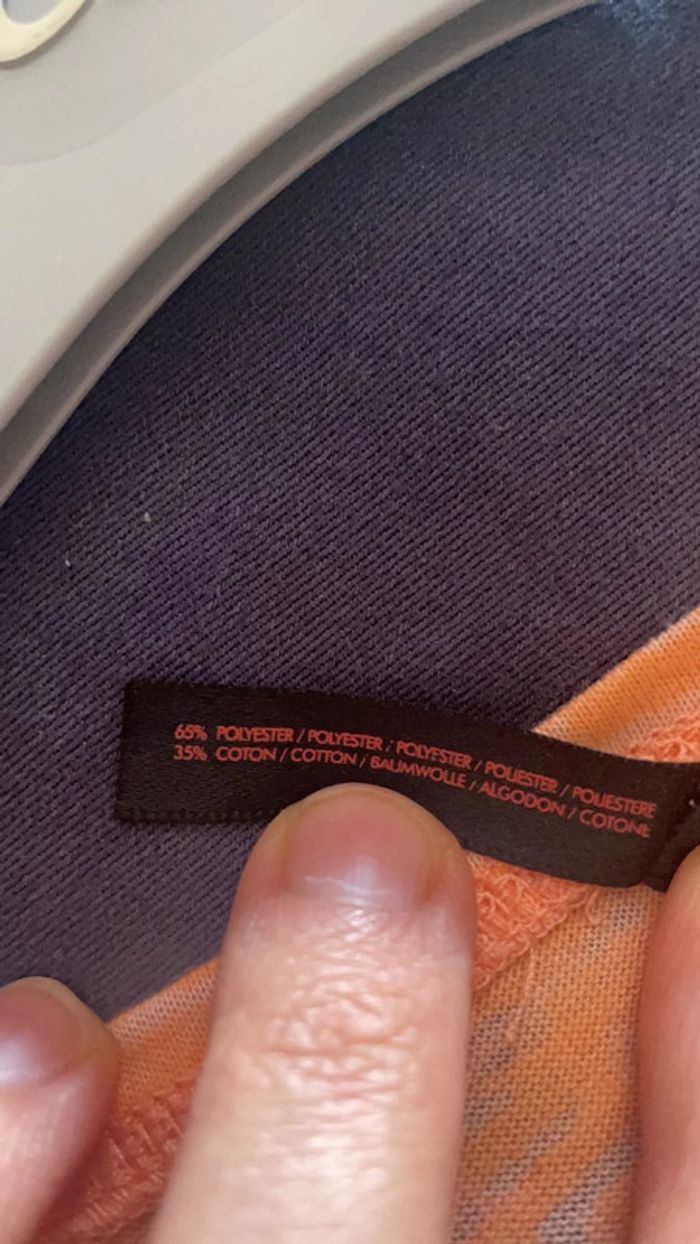 65% POLYESTER / POLYESTER / POLYESTER / POLIESTER / POLIESTERE
35% COTON / COTTON / BAUMWOLLE / ALGODON / COTONE